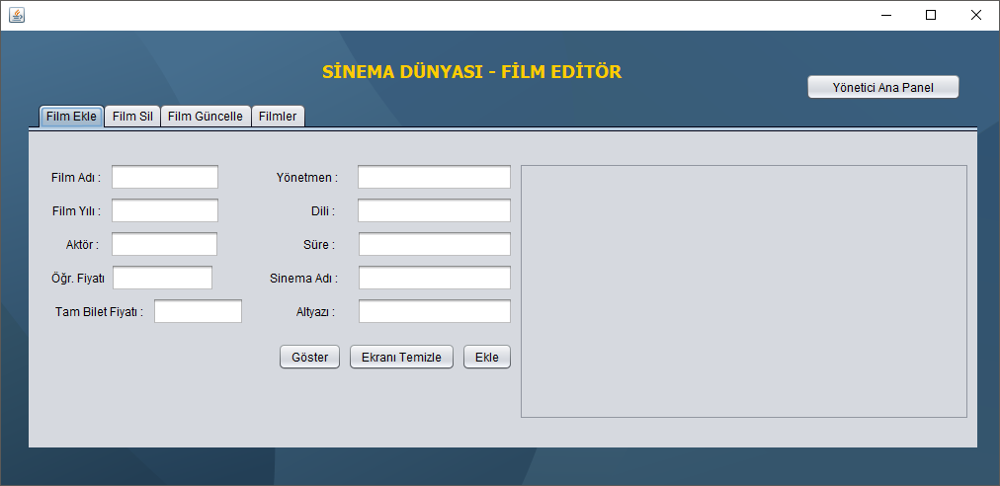 SİNEMA DÜNYASI - FİLM EDİTÖR
Yönetici Ana Panel
Film Ekle Film Sil Film Güncelle Filmler
Film Adı : Yönetmen :
Film Yılı : Dili :
Aktör : Süre :
Öğr. Fiyatı Sinema Adı :
Tam Bilet Fiyatı : Altyazı :
Göster Ekranı Temizle Ekle